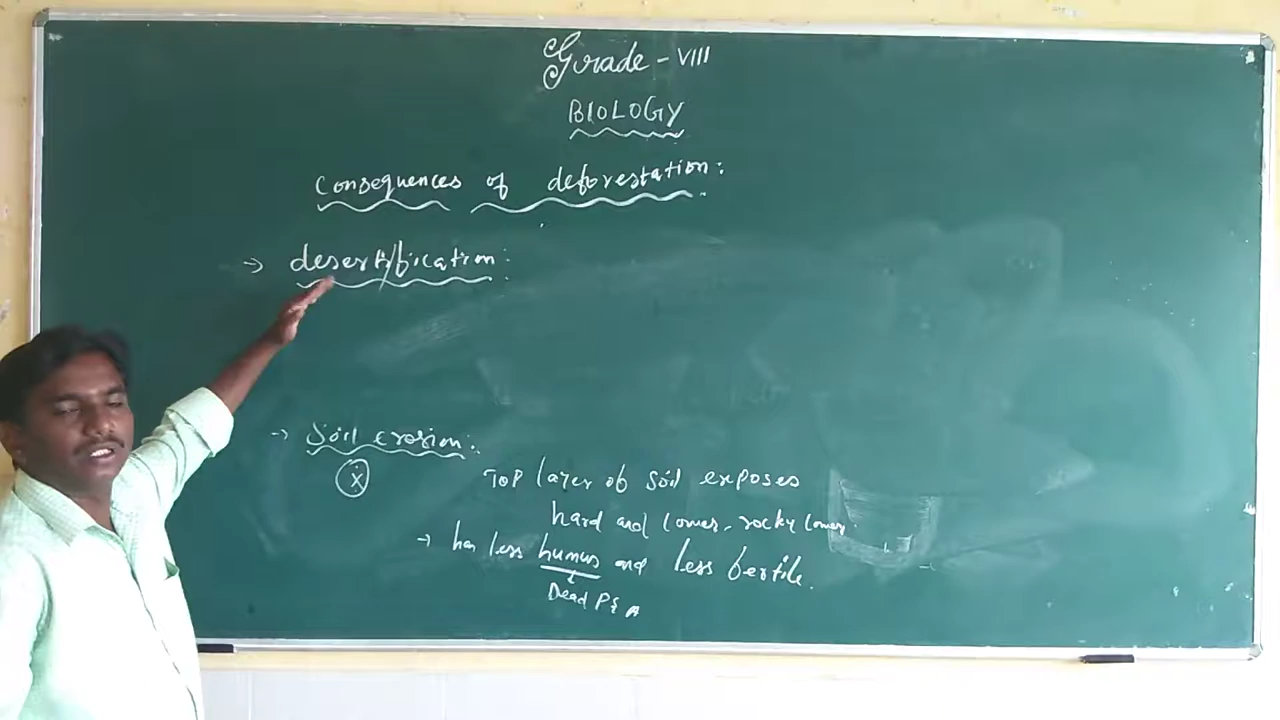 Grade - VIII
BIOLOGY
Consequences of deforestation:
→ desertification:
→ Soil erosion:
x
Top layer of soil exposes
hard and lower, rocky
→ has less humus and less fertile.
Dead P & A